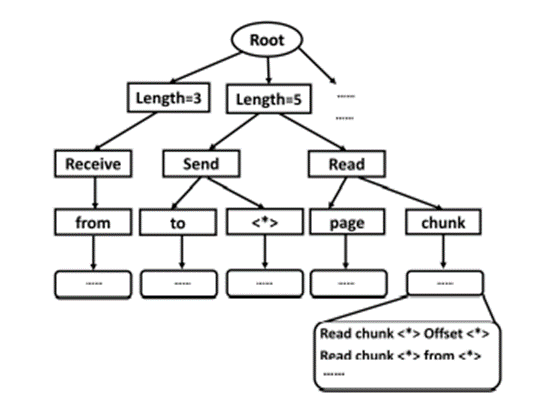 Root
Length=3 Length=5 ......
......
Receive Send Read
from to <*> page chunk
...... ...... ...... ...... ......
Read chunk <*> Offset <*>
Read chunk <*> from <*>
......